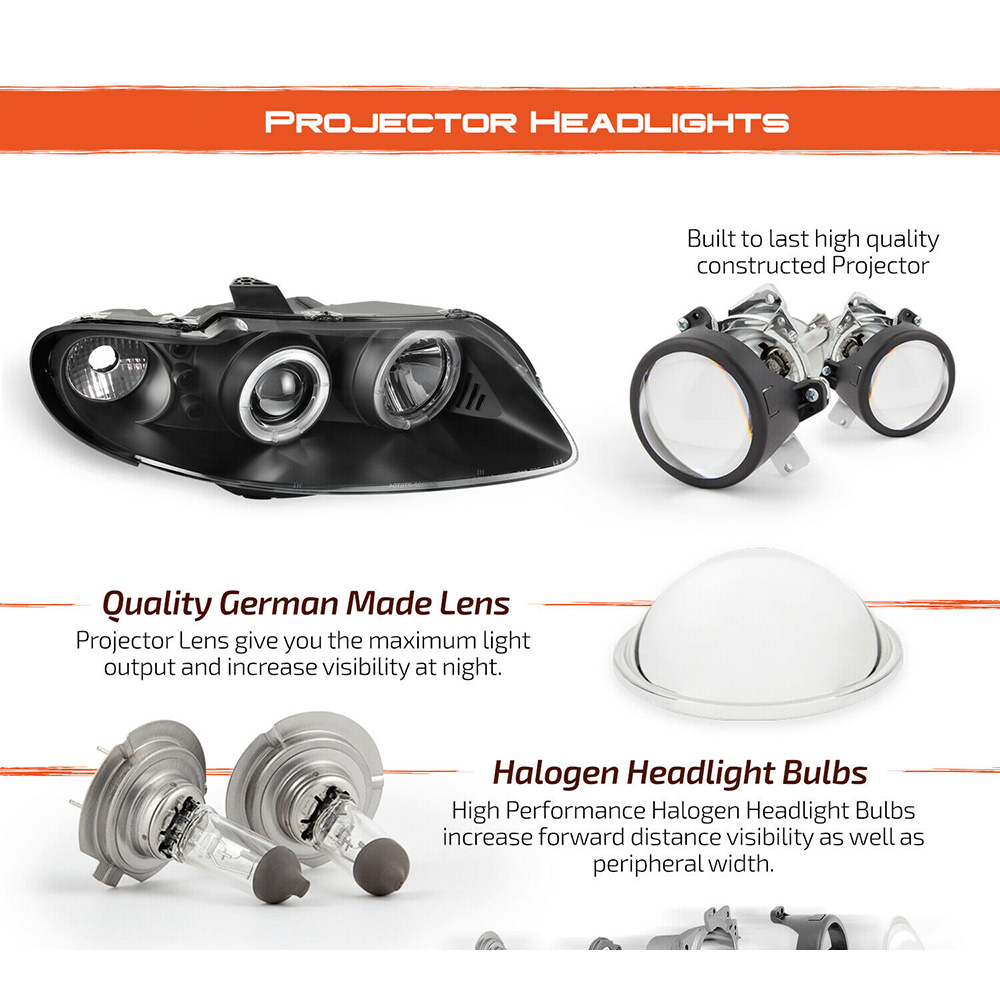 PROJECTOR HEADLIGHTS
Built to last high quality
constructed Projector
Quality German Made Lens
Projector Lens give you the maximum light
output and increase visibility at night.
Halogen Headlight Bulbs
High Performance Halogen Headlight Bulbs
increase forward distance visibility as well as
peripheral width.